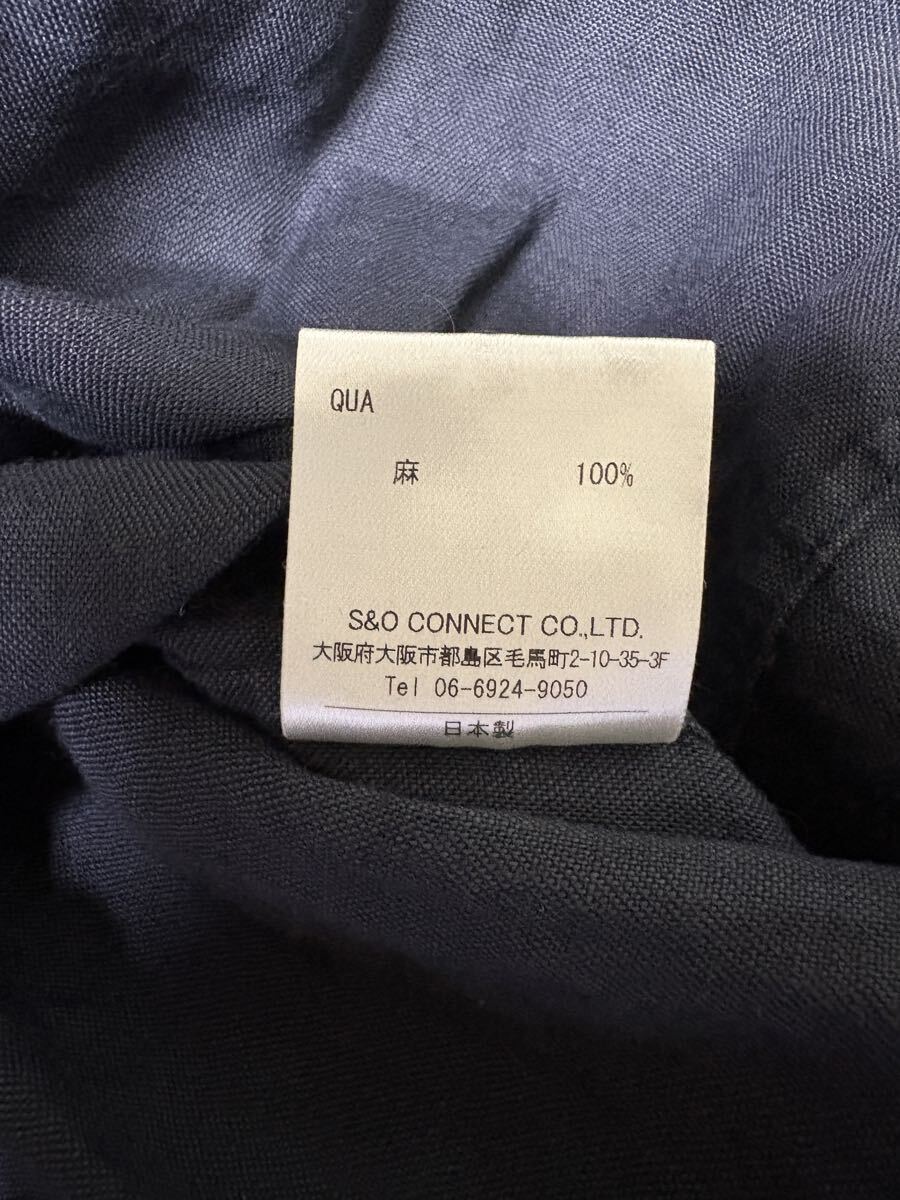 QUA
麻 100%
S&O CONNECT CO.,LTD.
大阪府大阪市都島区毛馬町2-10-35-3F
Tel 06-6924-9050
日本製